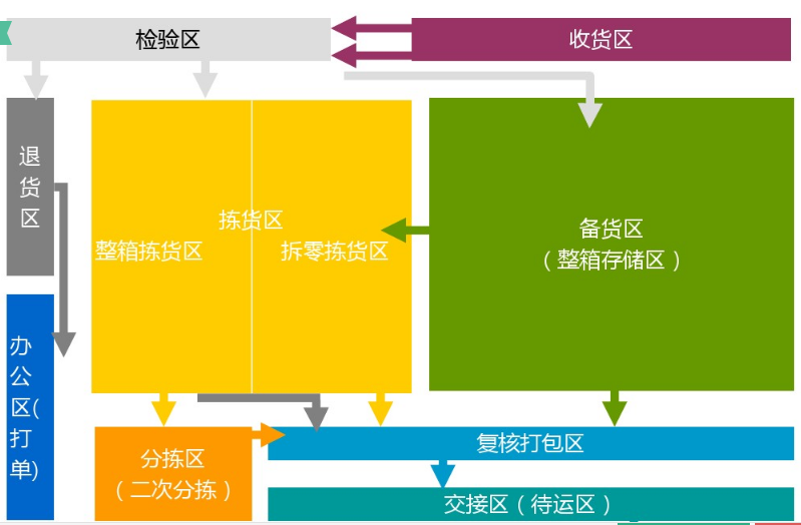 检验区
收货区
退
货
区
拣货区
整箱拣货区
拆零拣货区
备货区
（整箱存储区）
办
公
区(
打
单)
分拣区
（二次分拣）
复核打包区
交接区（待运区）